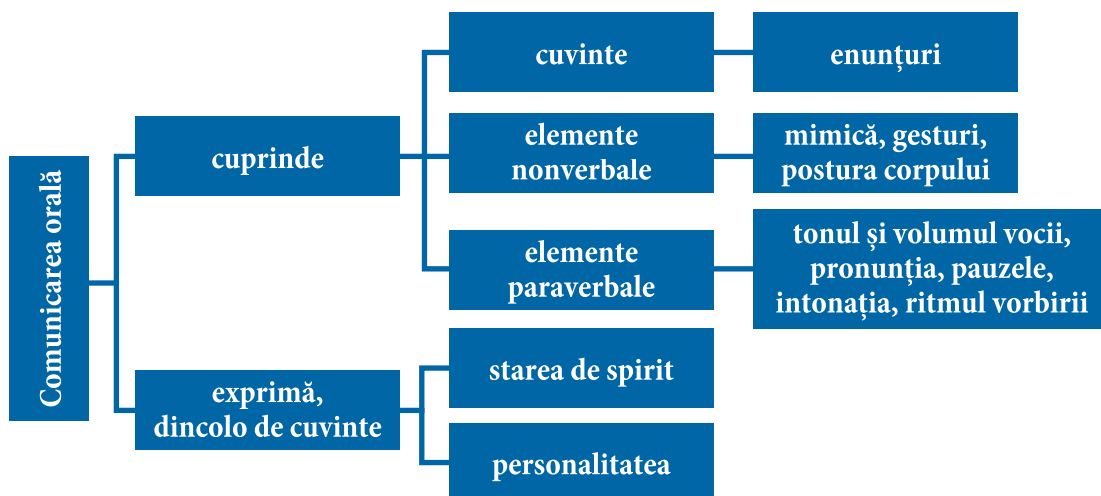 Comunicarea orală
cuprinde
cuvinte
enunțuri
elemente
nonverbale
mimică, gesturi,
postura corpului
elemente
paraverbale
tonul și volumul vocii,
pronunția, pauzele,
intonația, ritmul vorbirii
exprimă,
dincolo de cuvinte
starea de spirit
personalitatea